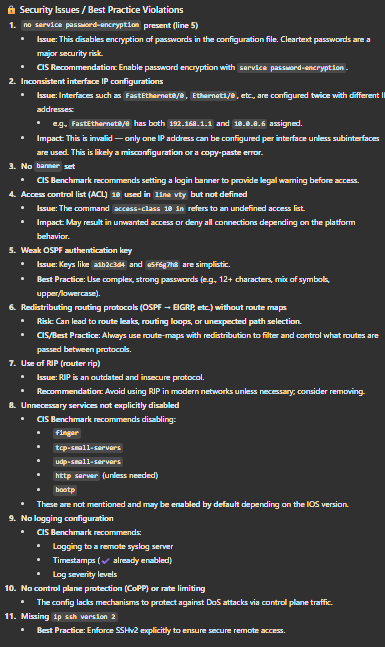 🔒 Security Issues / Best Practice Violations
1. no service password-encryption present (line 5)
• Issue: This disables encryption of passwords in the configuration file. Cleartext passwords are a
major security risk.
• CIS Recommendation: Enable password encryption with service password-encryption.
2. Inconsistent interface IP configurations
• Issue: Interfaces such as FastEthernet0/0, Ethernet1/0, etc., are configured twice with different I
addresses:
• e.g., FastEthernet0/0 has both 192.168.1.1 and 10.0.0.6 assigned.
• Impact: This is invalid — only one IP address can be configured per interface unless subinterfaces
are used. This is likely a misconfiguration or a copy-paste error.
3. No banner set
• CIS Benchmark recommends setting a login banner to provide legal warning before access.
4. Access control list (ACL) 10 used in line vty but not defined
• Issue: The command access-class 10 in refers to an undefined access list.
• Impact: May result in unwanted access or deny all connections depending on the platform
behavior.
5. Weak OSPF authentication key
• Issue: Keys like a1b2c3d4 and e5f6g7h8 are simplistic.
• Best Practice: Use complex, strong passwords (e.g., 12+ characters, mix of symbols,
upper/lowercase).
6. Redistributing routing protocols (OSPF → EIGRP, etc.) without route maps
• Risk: Can lead to route leaks, routing loops, or unexpected path selection.
• CIS/Best Practice: Always use route-maps with redistribution to filter and control what routes are
passed between protocols.
7. Use of RIP (router rip)
• Issue: RIP is an outdated and insecure protocol.
• Recommendation: Avoid using RIP in modern networks unless necessary; consider removing.
8. Unnecessary services not explicitly disabled
• CIS Benchmark recommends disabling:
• finger
• tcp-small-servers
• udp-small-servers
• http server (unless needed)
• bootp
• These are not mentioned and may be enabled by default depending on the IOS version.
9. No logging configuration
• CIS Benchmark recommends:
• Logging to a remote syslog server
• Timestamps (✔ already enabled)
• Log severity levels
10. No control plane protection (CoPP) or rate limiting
• The config lacks mechanisms to protect against DoS attacks via control plane traffic.
11. Missing ip ssh version 2
• Best Practice: Enforce SSHv2 explicitly to ensure secure remote access.